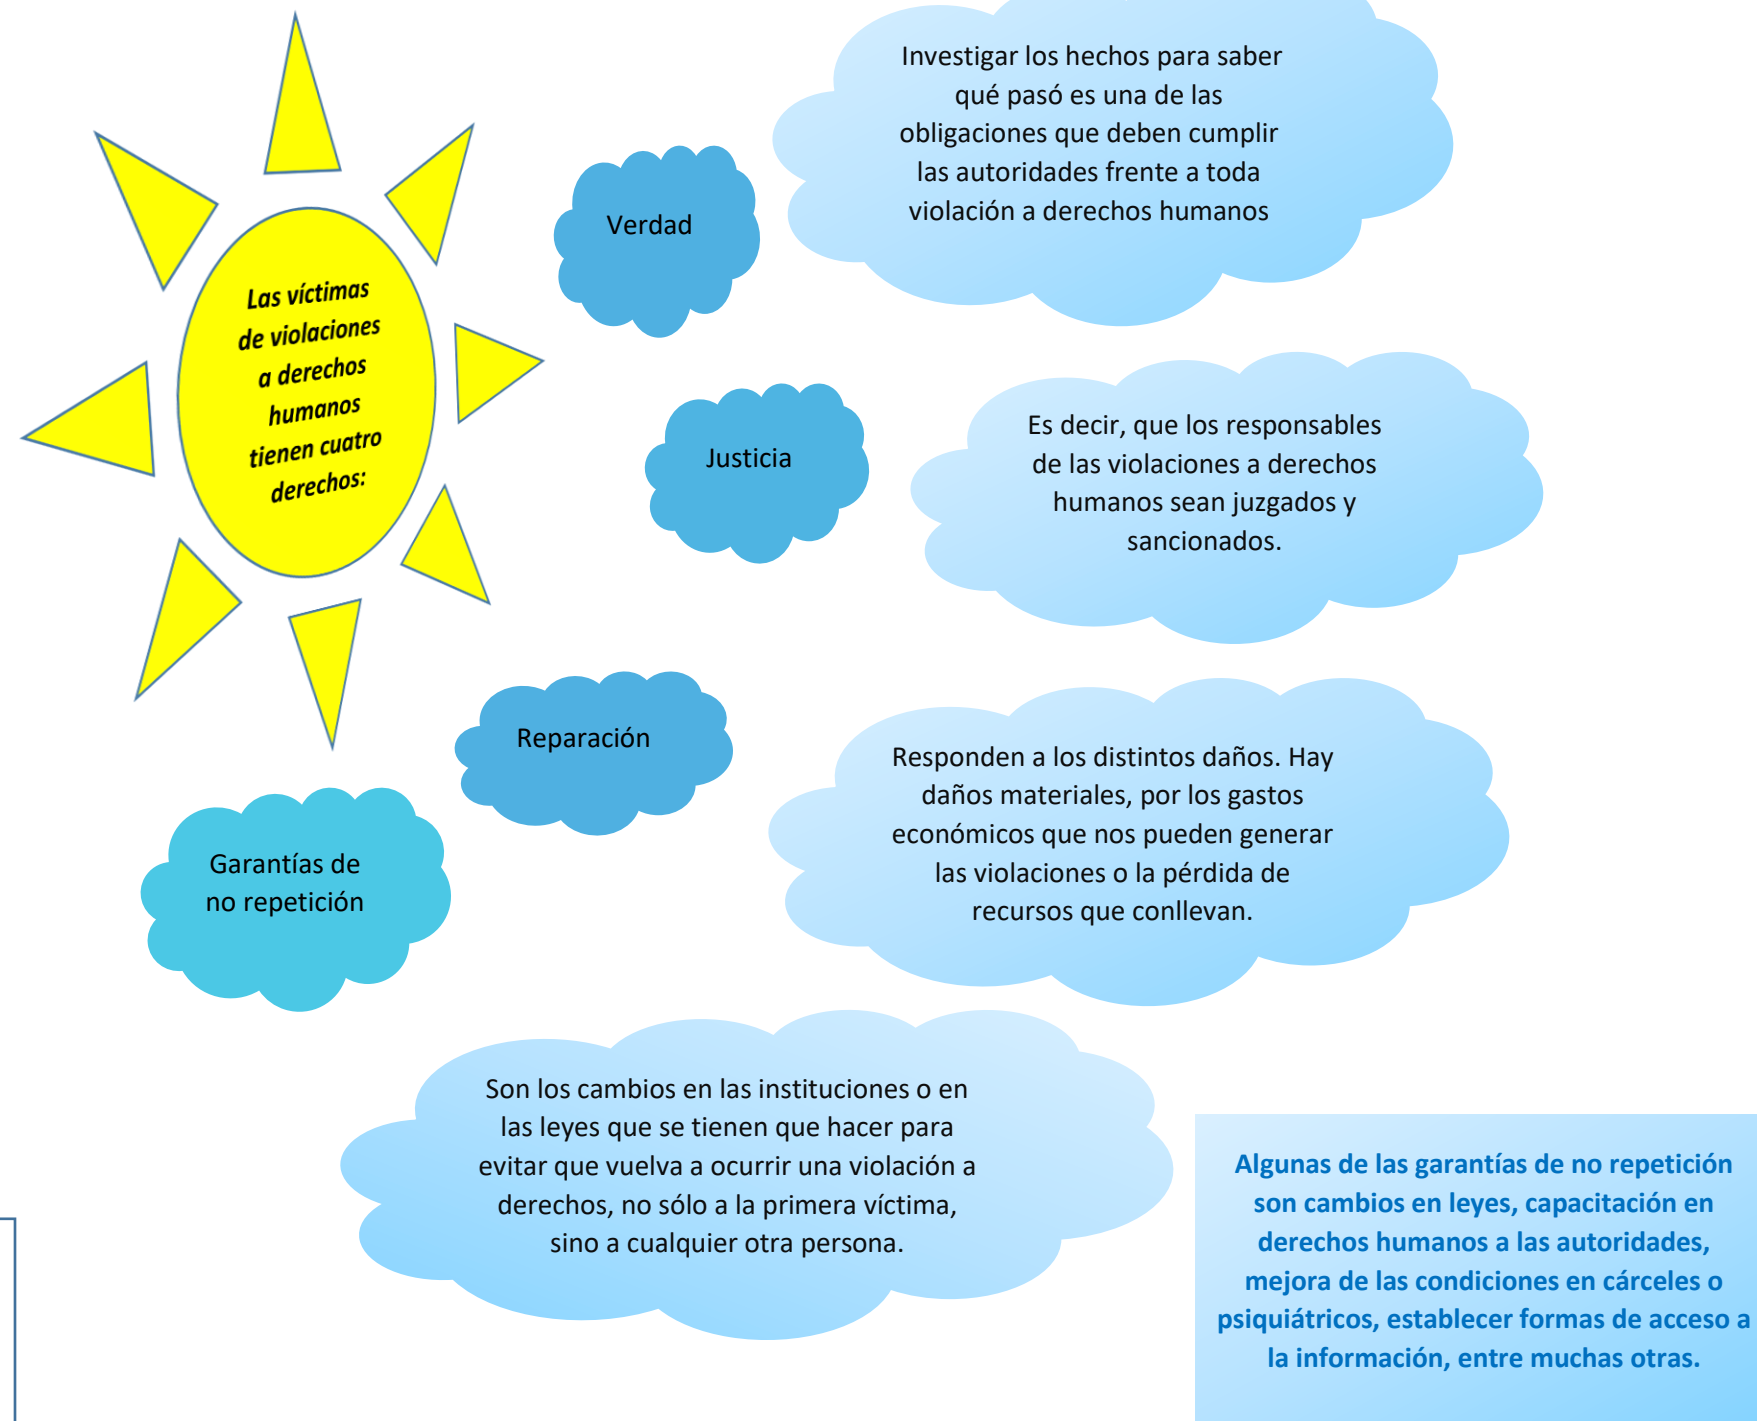 Las víctimas
de violaciones
a derechos
humanos
tienen cuatro
derechos:
Verdad
Investigar los hechos para saber
qué pasó es una de las
obligaciones que deben cumplir
las autoridades frente a toda
violación a derechos humanos
Justicia
Es decir, que los responsables
de las violaciones a derechos
humanos sean juzgados y
sancionados.
Reparación
Responden a los distintos daños. Hay
daños materiales, por los gastos
económicos que nos pueden generar
las violaciones o la pérdida de
recursos que conllevan.
Garantías de
no repetición
Son los cambios en las instituciones o en
las leyes que se tienen que hacer para
evitar que vuelva a ocurrir una violación a
derechos, no sólo a la primera víctima,
sino a cualquier otra persona.
Algunas de las garantías de no repetición
son cambios en leyes, capacitación en
derechos humanos a las autoridades,
mejora de las condiciones en cárceles o
psiquiátricos, establecer formas de acceso a
la información, entre muchas otras.